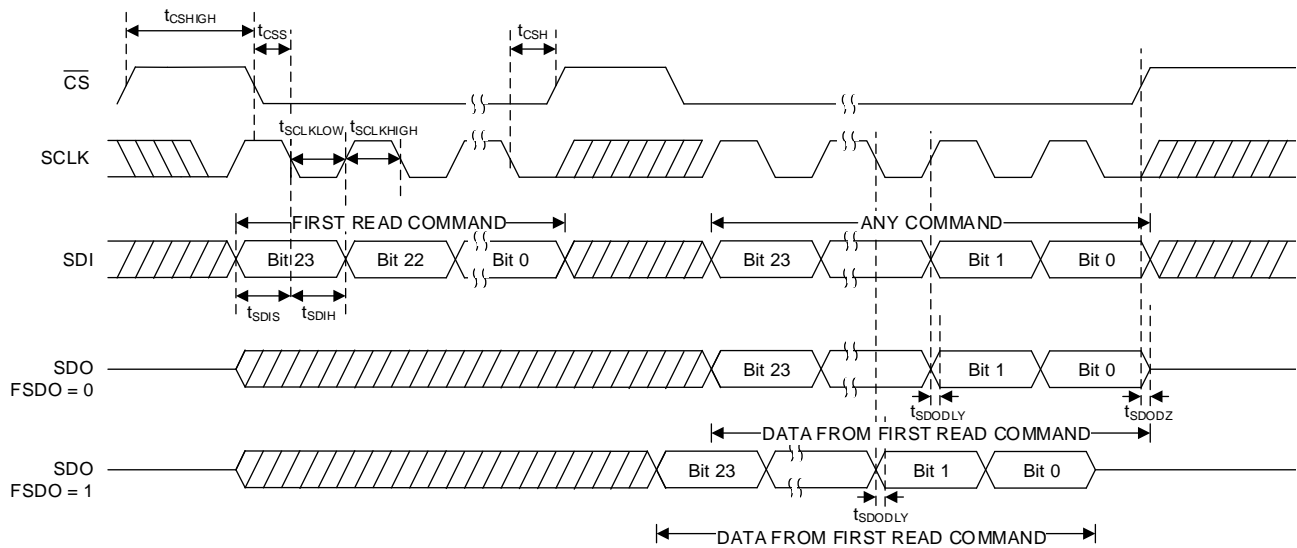 tCSHIGH
tCSS
tCSH
CS
tSCLKLOW
tSCLKHIGH
SCLK
FIRST READ COMMAND
ANY COMMAND
SDI
Bit 23
Bit 22
Bit 0
Bit 23
Bit 1
Bit 0
tSDIS
tSDIH
SDO
FSDO = 0
Bit 23
Bit 1
Bit 0
tSDODLY
tSDODZ
DATA FROM FIRST READ COMMAND
SDO
FSDO = 1
Bit 23
Bit 1
Bit 0
tSDODLY
DATA FROM FIRST READ COMMAND